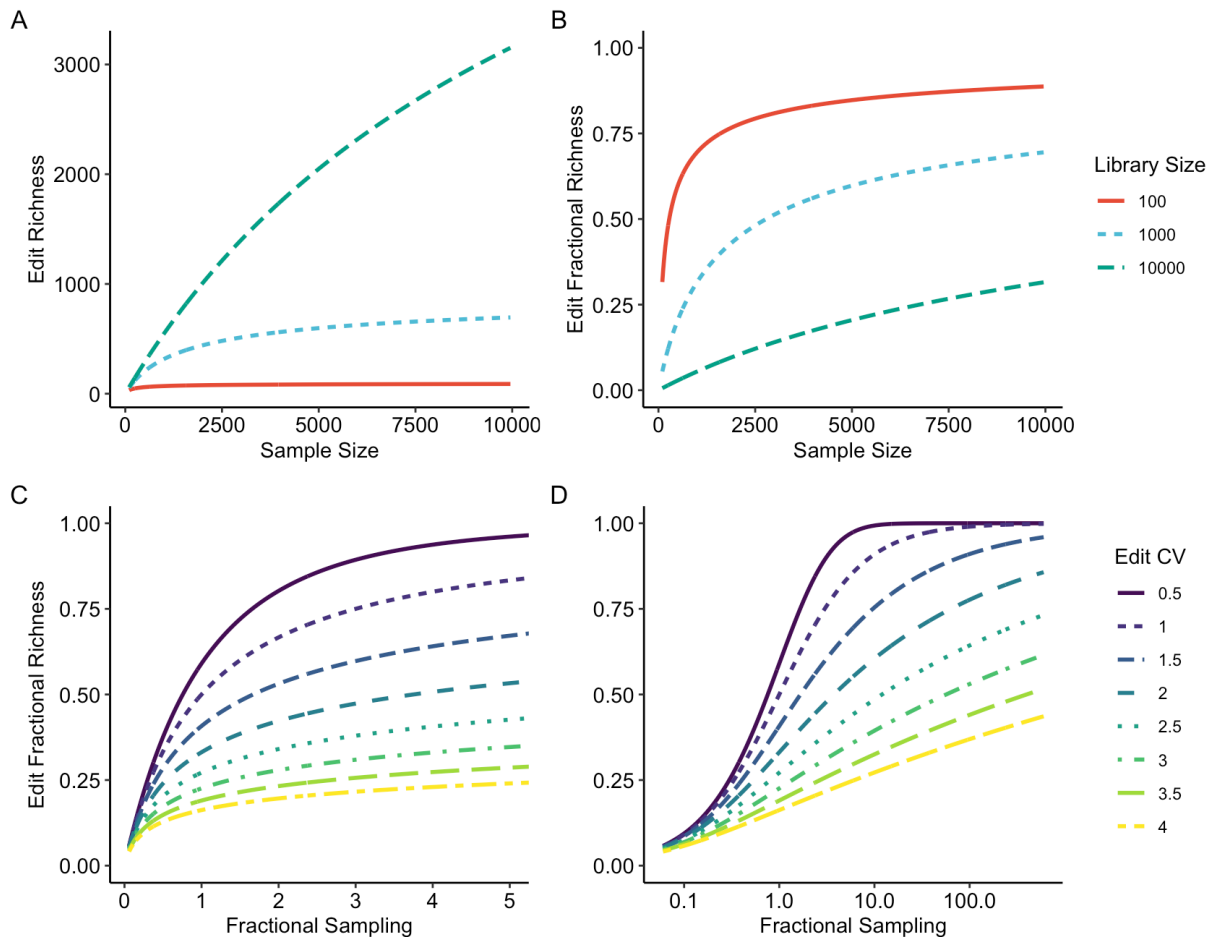 A
Edit Richness
3000
2000
1000
0
0 2500 5000 7500 10000
Sample Size
B
Edit Fractional Richness
1.00
0.75
0.50
0.25
0.00
0 2500 5000 7500 10000
Sample Size
Library Size
100
1000
10000
C
Edit Fractional Richness
1.00
0.75
0.50
0.25
0.00
0 1 2 3 4 5
Fractional Sampling
D
1.00
0.75
0.50
0.25
0.00
0.1 1.0 10.0 100.0
Fractional Sampling
Edit CV
0.5
1
1.5
2
2.5
3
3.5
4